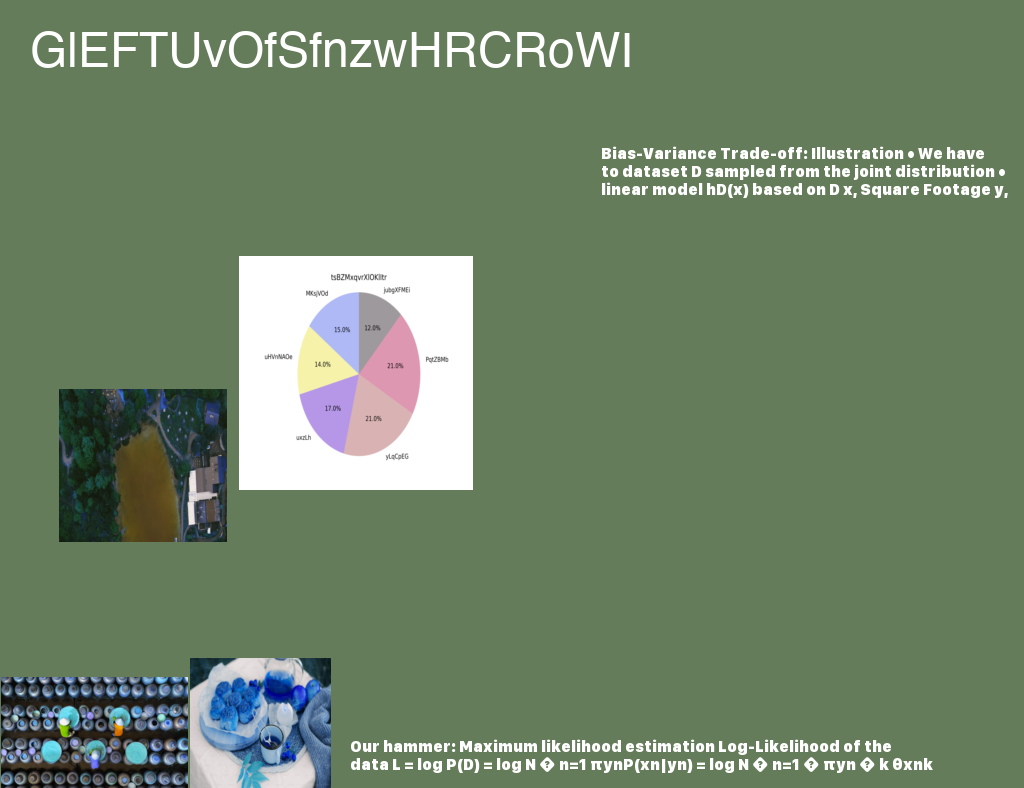 GlEFTUvOfSfnzwHRCRoWI
Bias-Variance Trade-off: Illustration • We have
to dataset D sampled from the joint distribution •
linear model hD(x) based on D x, Square Footage y,
tsBZMxqvrXlOKlltr
MKsjVOd
jubgXFMEi
15.0%
12.0%
uHVnNAOe
PqtZBMb
14.0%
21.0%
17.0%
21.0%
uxzLh
yLqCpEG
Our hammer: Maximum likelihood estimation Log-Likelihood of the
data L = log P(D) = log N � n=1 πynP(xn|yn) = log N � n=1 � πyn � k θxnk